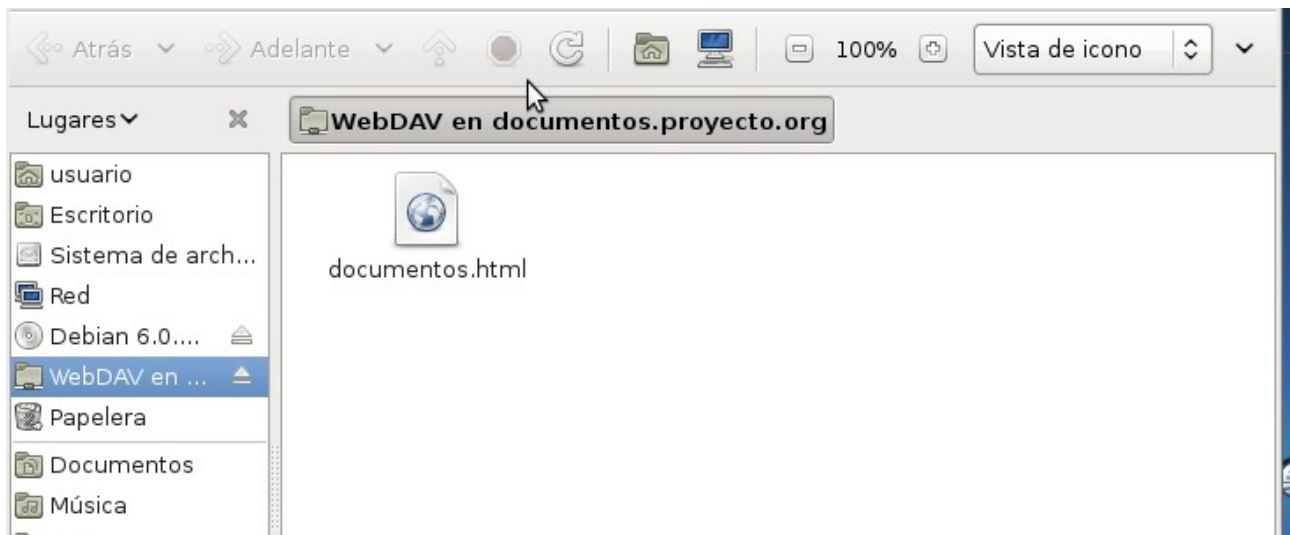 Atrás Adelante 100% Vista de icono
Lugares WebDAV en documentos.proyecto.org
usuario
Escritorio
Sistema de arch...
Red
Debian 6.0....
WebDAV en ...
Papelera
Documentos
Música
documentos.html